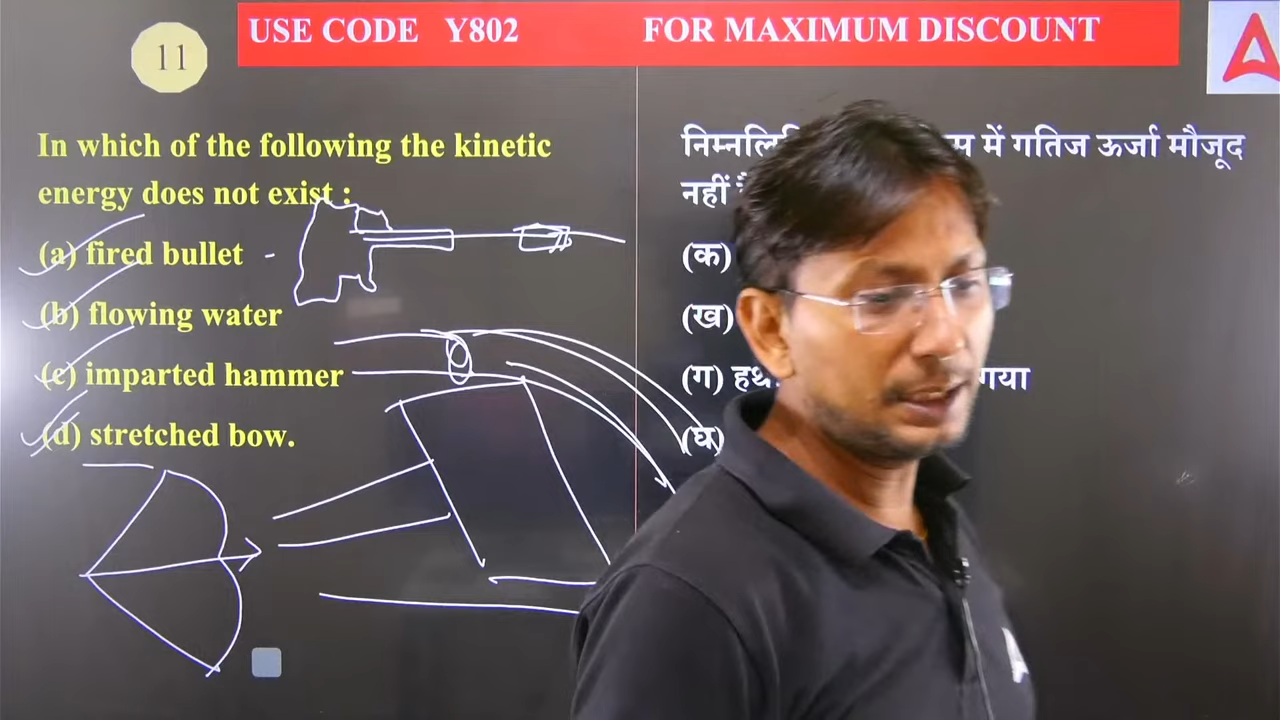 USE CODE Y802 FOR MAXIMUM DISCOUNT
11
In which of the following the kinetic
energy does not exist :
(a) fired bullet
(b) flowing water
(c) imparted hammer
(d) stretched bow.
में गतिज ऊर्जा मौजूद
नहीं
(क)
(ख)
(ग) गया
(घ)